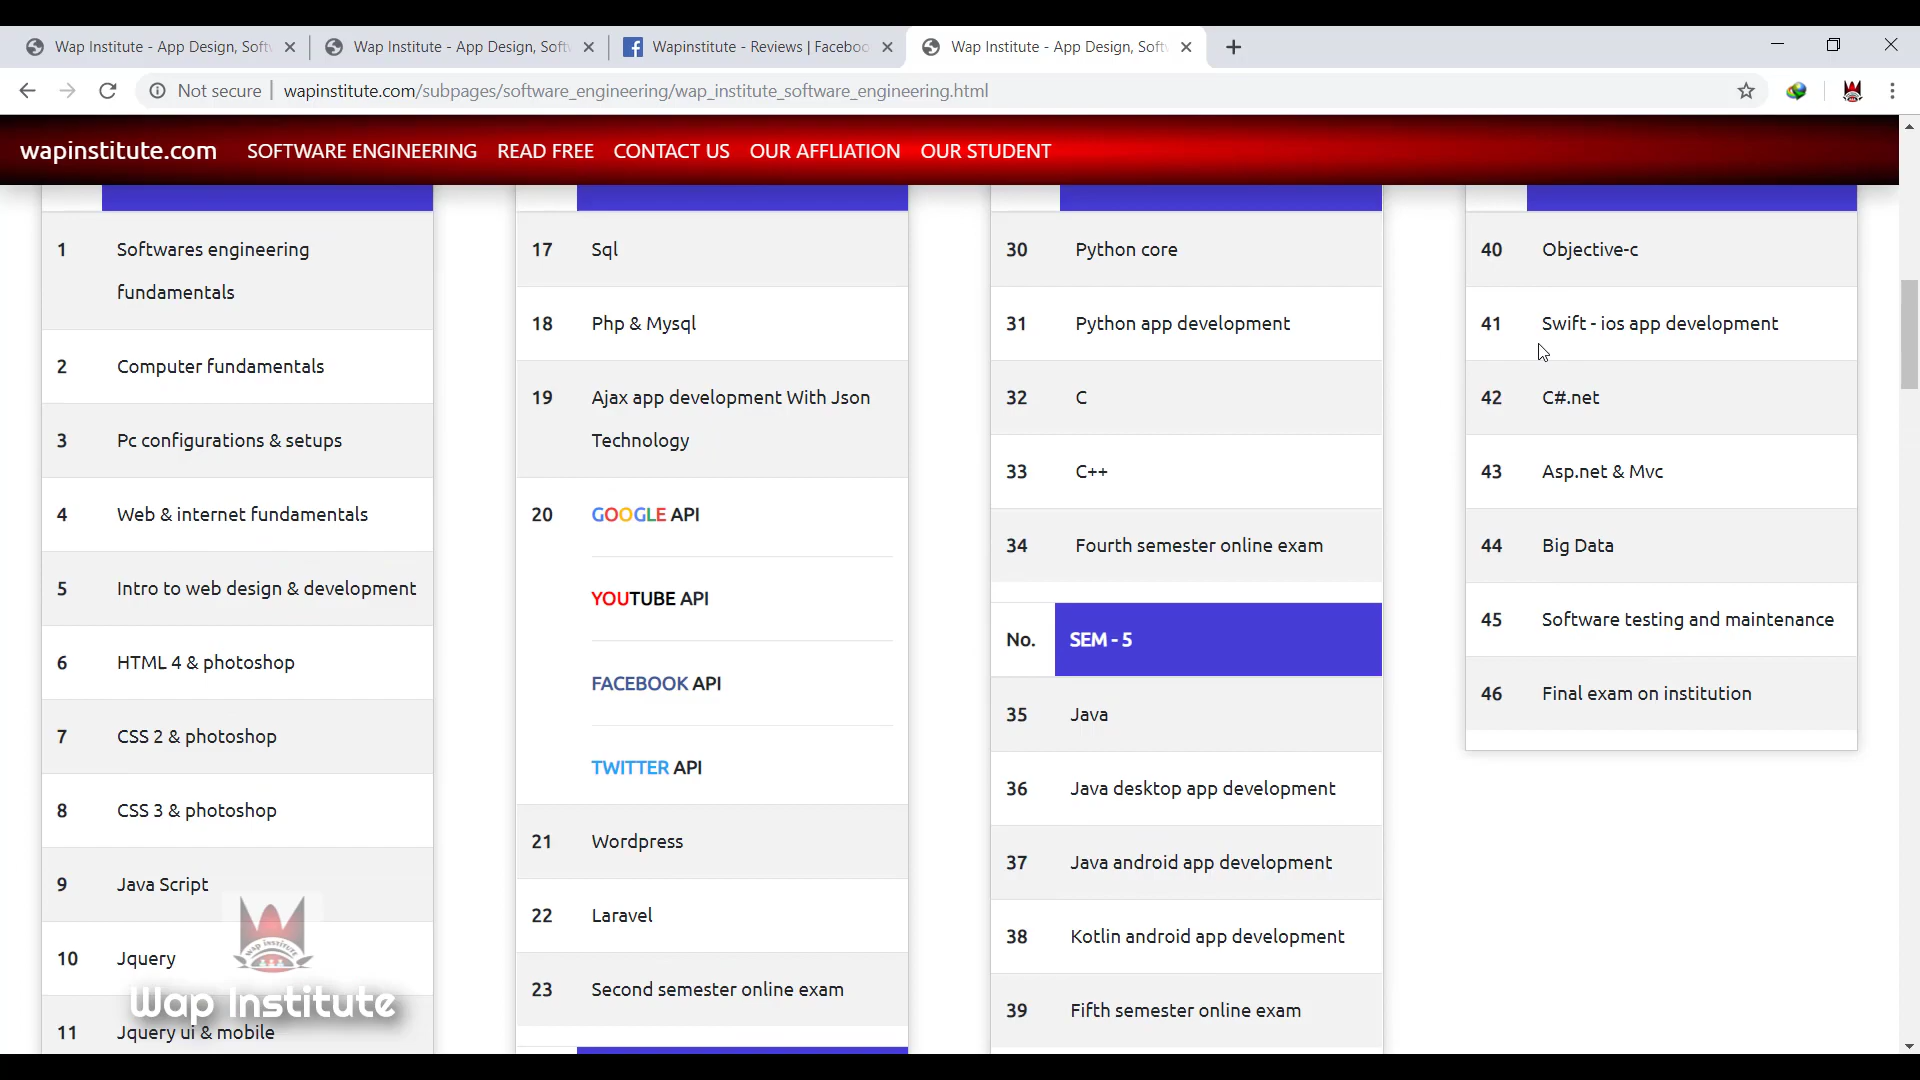 Wap Institute - App Design, Soft
Wap Institute - App Design, Soft
Wapinstitute - Reviews | Faceboo
Wap Institute - App Design, Soft
Not secure
wapinstitute.com/subpages/software_engineering/wap_institute_software_engineering.html
wapinstitute.com SOFTWARE ENGINEERING READ FREE CONTACT US OUR AFFLIATION OUR STUDENT
1 Softwares engineering
fundamentals
2 Computer fundamentals
3 Pc configurations & setups
4 Web & internet fundamentals
5 Intro to web design & development
6 HTML 4 & photoshop
7 CSS 2 & photoshop
8 CSS 3 & photoshop
9 Java Script
10 Jquery
11 Jquery ui & mobile
17 Sql
18 Php & Mysql
19 Ajax app development With Json
Technology
20 GOOGLE API
YOUTUBE API
FACEBOOK API
TWITTER API
21 Wordpress
22 Laravel
23 Second semester online exam
30 Python core
31 Python app development
32 C
33 C++
34 Fourth semester online exam
No. SEM - 5
35 Java
36 Java desktop app development
37 Java android app development
38 Kotlin android app development
39 Fifth semester online exam
40 Objective-c
41 Swift - ios app development
42 C#.net
43 Asp.net & Mvc
44 Big Data
45 Software testing and maintenance
46 Final exam on institution
Wap institute
Wap Institute